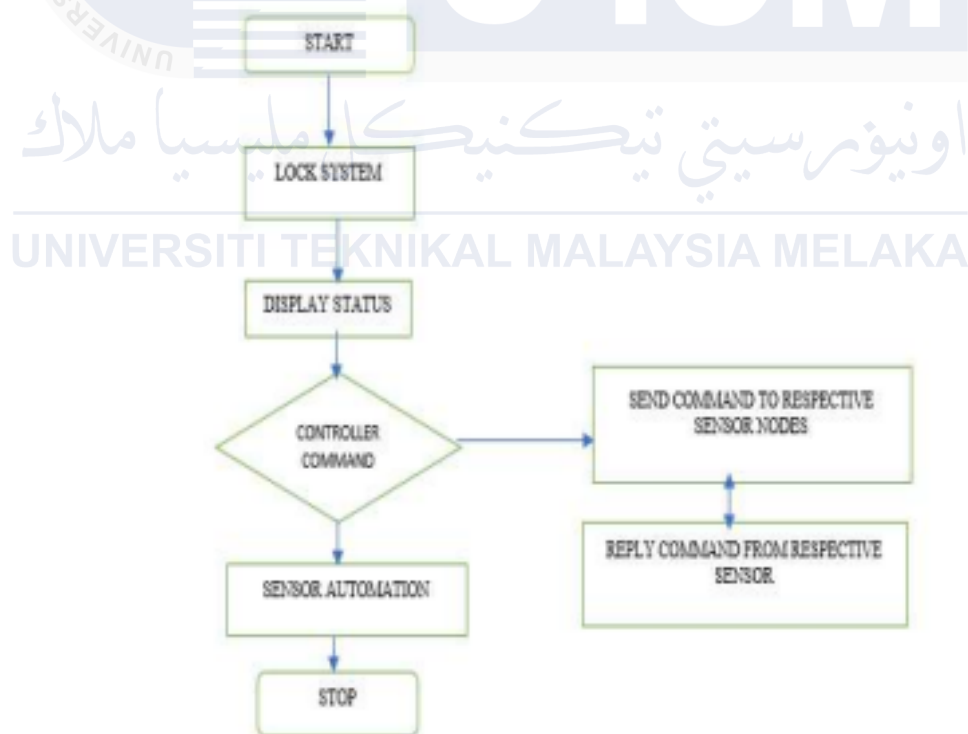 UNIVERSITI TEKNIKAL MALAYSIA MELAKA
اونيۏرسيتي تيكنيكل مليسيا ملاك
START
LOCK SYSTEM
DISPLAY STATUS
CONTROLLER
COMMAND
SEND COMMAND TO RESPECTIVE
SENSOR NODES
REPLY COMMAND FROM RESPECTIVE
SENSOR
SENSOR AUTOMATION
STOP